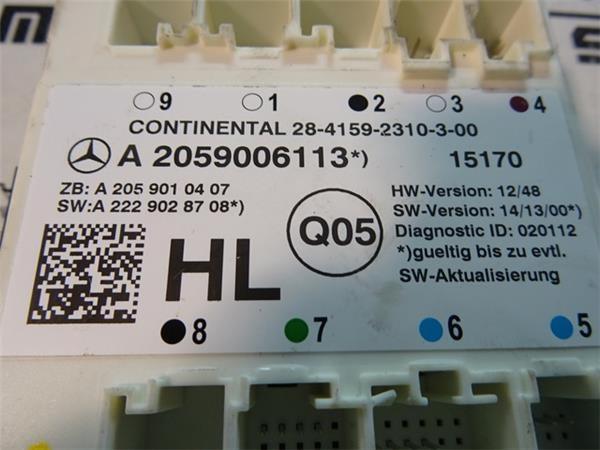 9 1 2 3 4
CONTINENTAL 28-4159-2310-3-00
A 2059006113*) 15170
ZB: A 205 901 04 07
SW:A 222 902 87 08*)
HW-Version: 12/48
SW-Version: 14/13/00*)
Diagnostic ID: 020112
*)gueltig bis zu evtl.
SW-Aktualisierung
Q05
HL
8 7 6 5